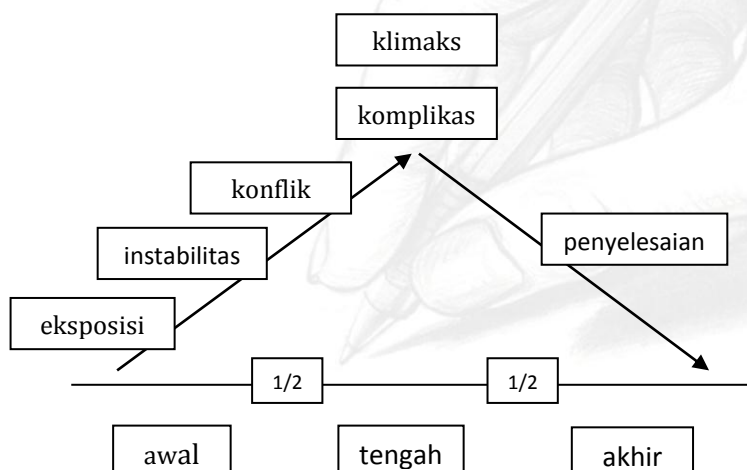 klimaks
komplikas
konflik
instabilitas
penyelesaian
eksposisi
1/2
1/2
awal
tengah
akhir